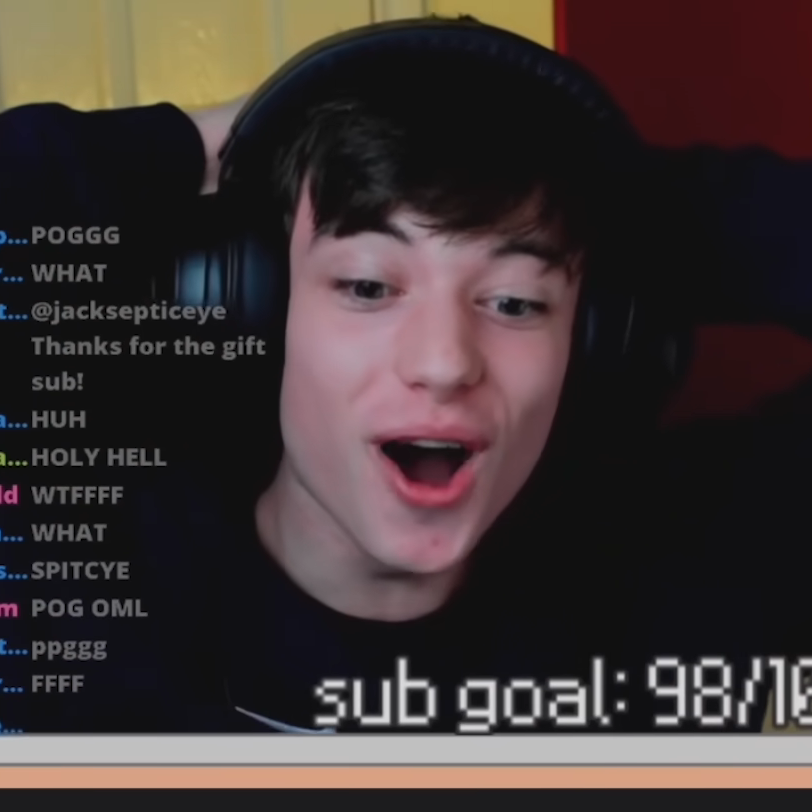 POGGG
WHAT
@jacksepticeye
Thanks for the gift
sub!
HUH
HOLY HELL
WTFFFF
WHAT
SPITCYE
POG OML
ppggg
FFFF
sub goal: 98/10